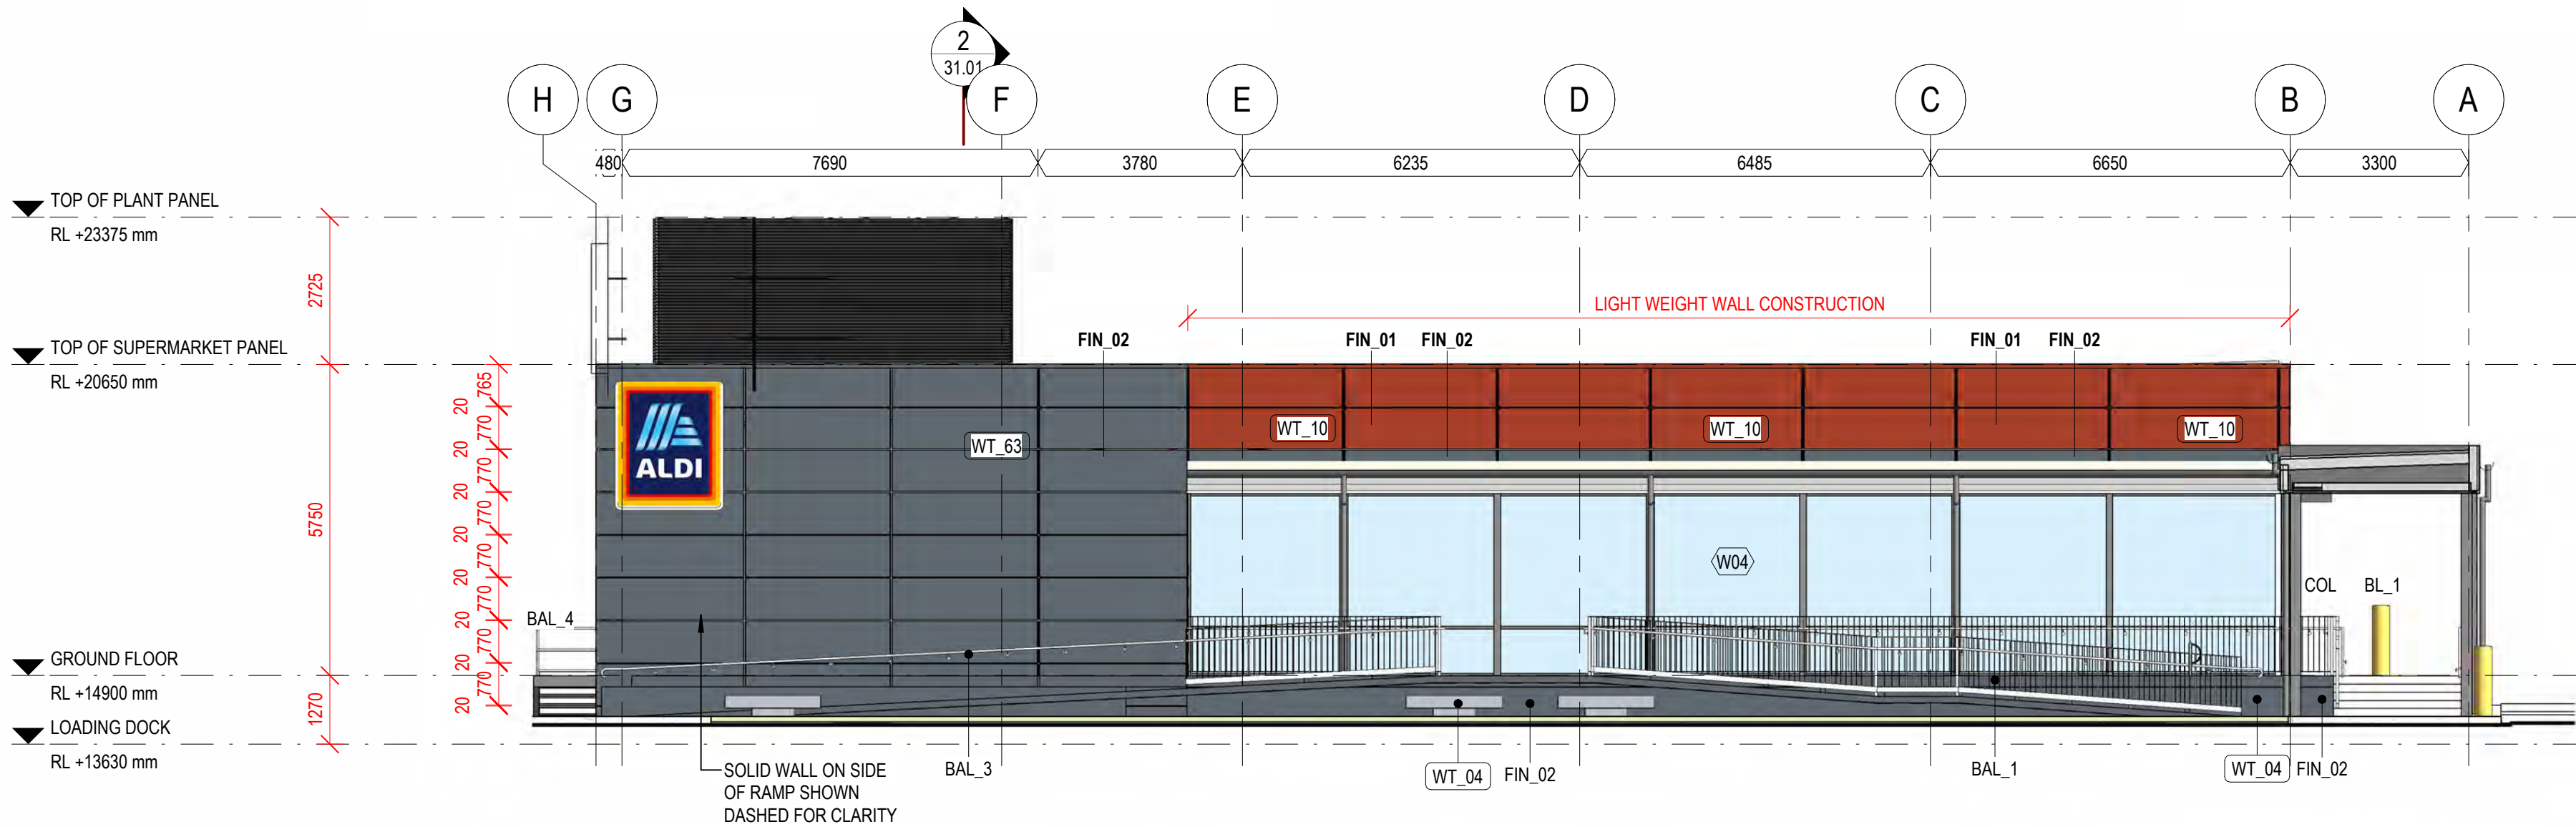 2
31.01
H
G
F
E
D
C
B
A
480
7690
3780
6235
6485
6650
3300
TOP OF PLANT PANEL
RL +23375 mm
2725
LIGHT WEIGHT WALL CONSTRUCTION
TOP OF SUPERMARKET PANEL
RL +20650 mm
FIN_02
FIN_01
FIN_02
FIN_01
FIN_02
765
20
770
20
770
20
770
20
770
20
770
20
770
20
770
20
5750
ALDI
WT_63
WT_10
WT_10
WT_10
W04
COL
BL_1
BAL_4
GROUND FLOOR
RL +14900 mm
1270
LOADING DOCK
RL +13630 mm
SOLID WALL ON SIDE
OF RAMP SHOWN
DASHED FOR CLARITY
BAL_3
WT_04
FIN_02
BAL_1
WT_04
FIN_02